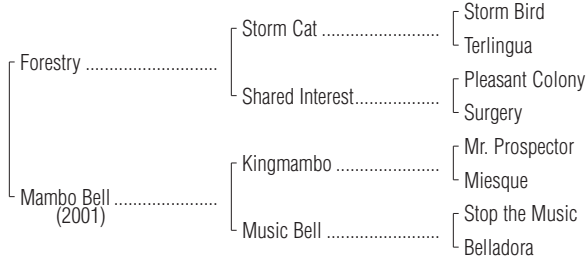 Storm Bird
Storm Cat ........................
Terlingua
Forestry ...........................
Pleasant Colony
Shared Interest.................
Surgery
Mr. Prospector
Kingmambo .....................
Miesque
Mambo Bell .....................
(2001)
Stop the Music
Music Bell .......................
Belladora